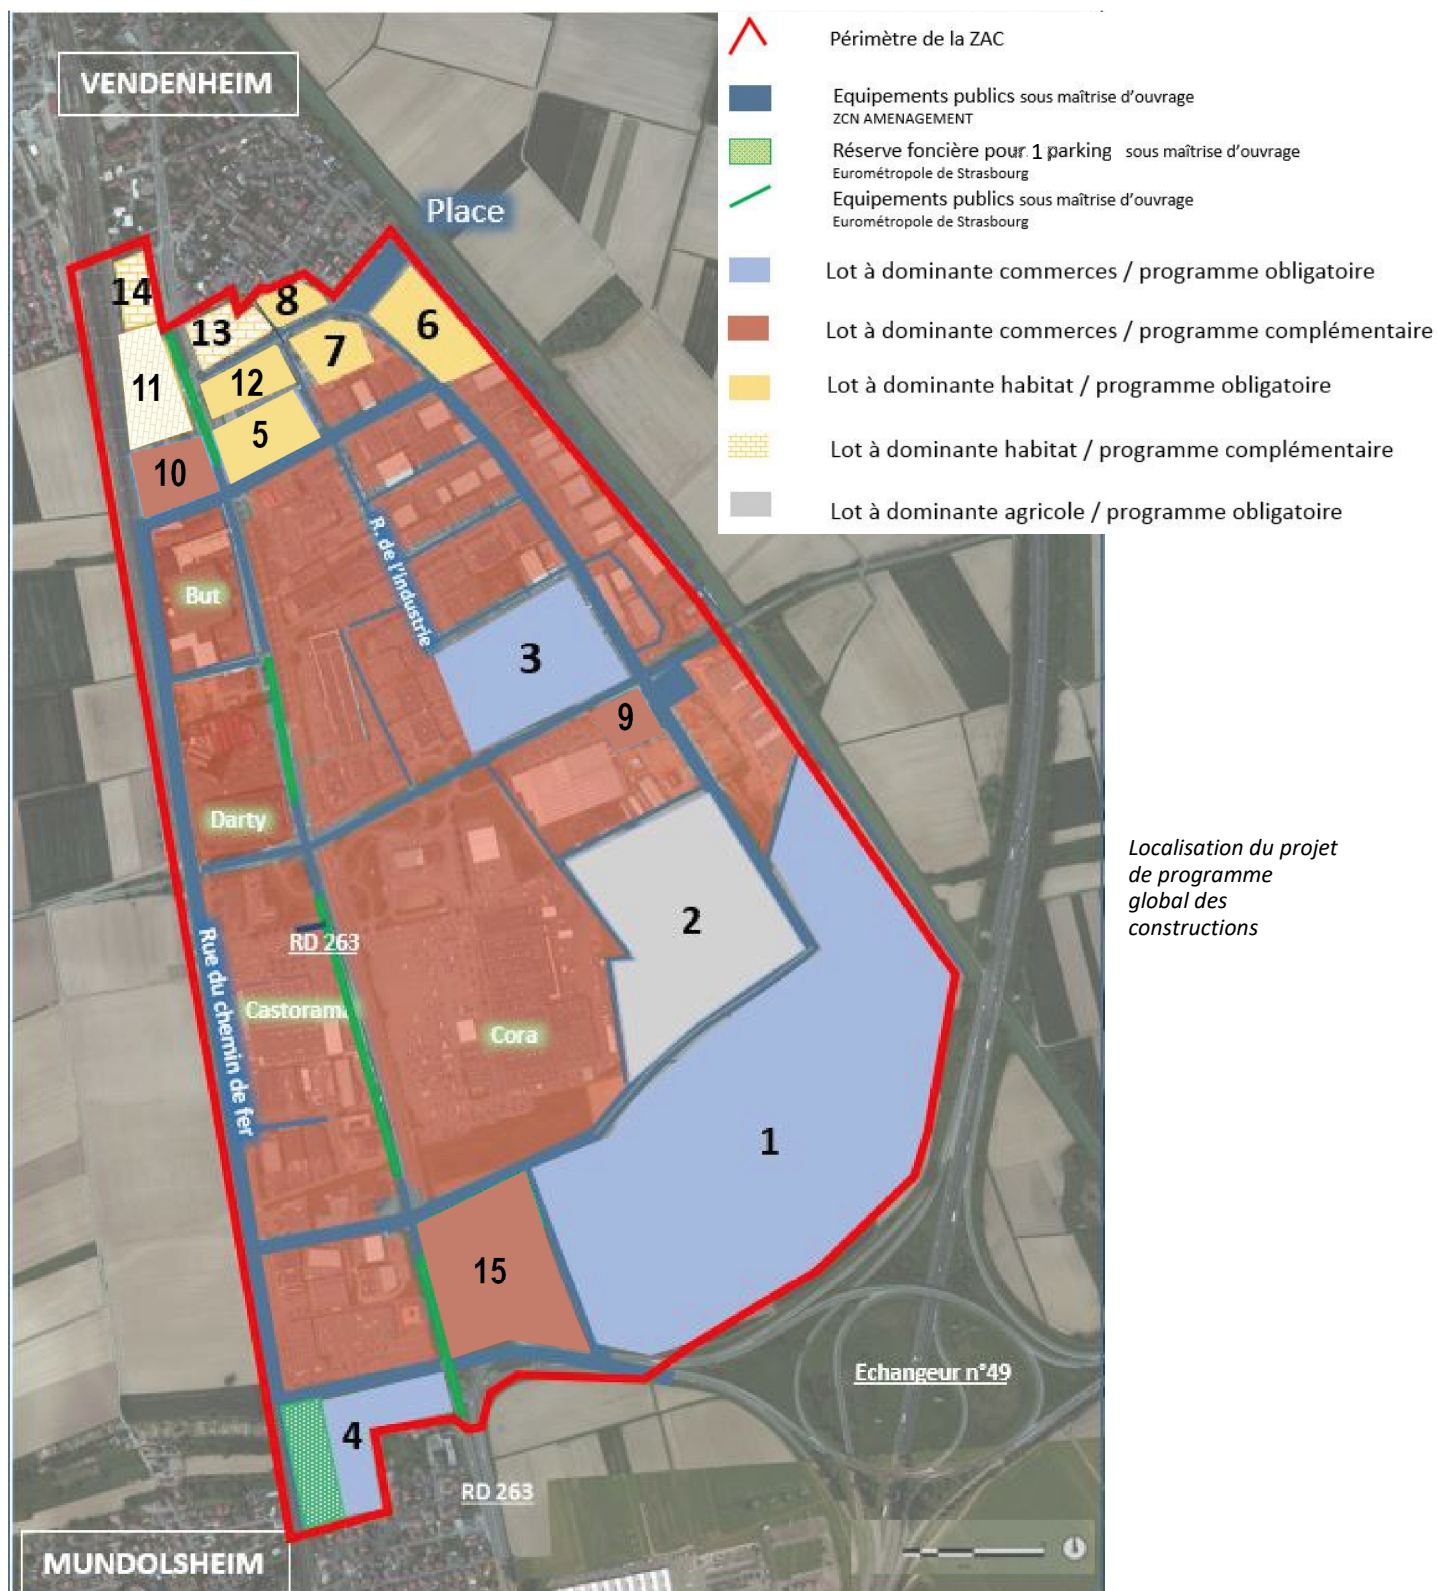 VENDENHEIM
Périmètre de la ZAC
Equipements publics sous maîtrise d'ouvrage
ZCN AMENAGEMENT
Réserve foncière pour 1 parking sous maîtrise d'ouvrage
Eurométropole de Strasbourg
Equipements publics sous maîtrise d'ouvrage
Eurométropole de Strasbourg
Lot à dominante commerces / programme obligatoire
Lot à dominante commerces / programme complémentaire
Lot à dominante habitat / programme obligatoire
Lot à dominante habitat / programme complémentaire
Lot à dominante agricole / programme obligatoire
Place
14
8
13
6
7
12
11
5
10
R. de l'industrie
But
3
9
Darty
2
RD 263
Rue du chemin de fer
Castorama
Cora
1
15
4
Echangeur n°49
RD 263
MUNDOLSHEIM
Localisation du projet
de programme
global des
constructions